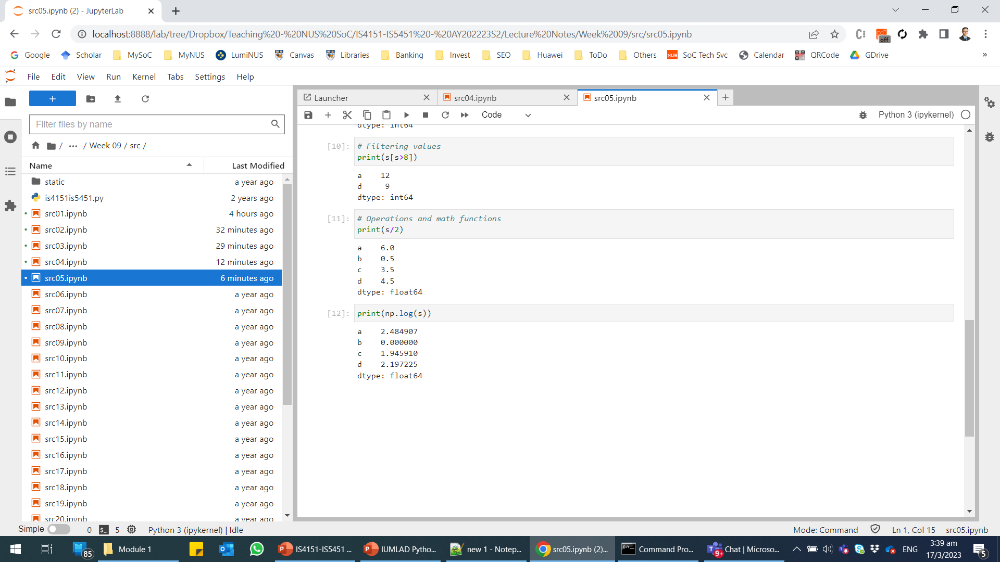 src05.ipynb (2) - JupyterLab
localhost:8888/lab/tree/Dropbox/Teaching%20-%20NUS%20SoC/IS4151-IS5451%20-%20AY202223S2/Lecture%20Notes/Week%2009/src/src05.ipynb
off
Google Scholar MySoC MyNUS LumiNUS Canvas Libraries Banking Invest SEO Huawei ToDo Others NUS SoC Tech Svc Calendar QRCode GDrive »
File Edit View Run Kernel Tabs Settings Help
Filter files by name
/ ··· / Week 09 / src /
Name Last Modified
static a year ago
is4151is5451.py 2 years ago
src01.ipynb 4 hours ago
src02.ipynb 32 minutes ago
src03.ipynb 29 minutes ago
src04.ipynb 12 minutes ago
src05.ipynb 6 minutes ago
src06.ipynb a year ago
src07.ipynb a year ago
src08.ipynb a year ago
src09.ipynb a year ago
src10.ipynb a year ago
src11.ipynb a year ago
src12.ipynb a year ago
src13.ipynb a year ago
src14.ipynb a year ago
src15.ipynb a year ago
src16.ipynb a year ago
src17.ipynb a year ago
src18.ipynb a year ago
src19.ipynb a year ago
src20.ipynb a year ago
Launcher src04.ipynb src05.ipynb
Code Python 3 (ipykernel)
dtype: int64
[10]: # Filtering values
print(s[s>8])
a 12
d 9
dtype: int64
[11]: # Operations and math functions
print(s/2)
a 6.0
b 0.5
c 3.5
d 4.5
dtype: float64
[12]: print(np.log(s))
a 2.484907
b 0.000000
c 1.945910
d 2.197225
dtype: float64
Simple 0 $_ 5 Python 3 (ipykernel) | Idle Mode: Command Ln 1, Col 15 src05.ipynb
85 Module 1 IS4151-IS5451 ... IUMLAD Pytho... new 1 - Notep... src05.ipynb (2)... Command Pro... 9+ Chat | Microso... ENG 3:39 am
17/3/2023 5